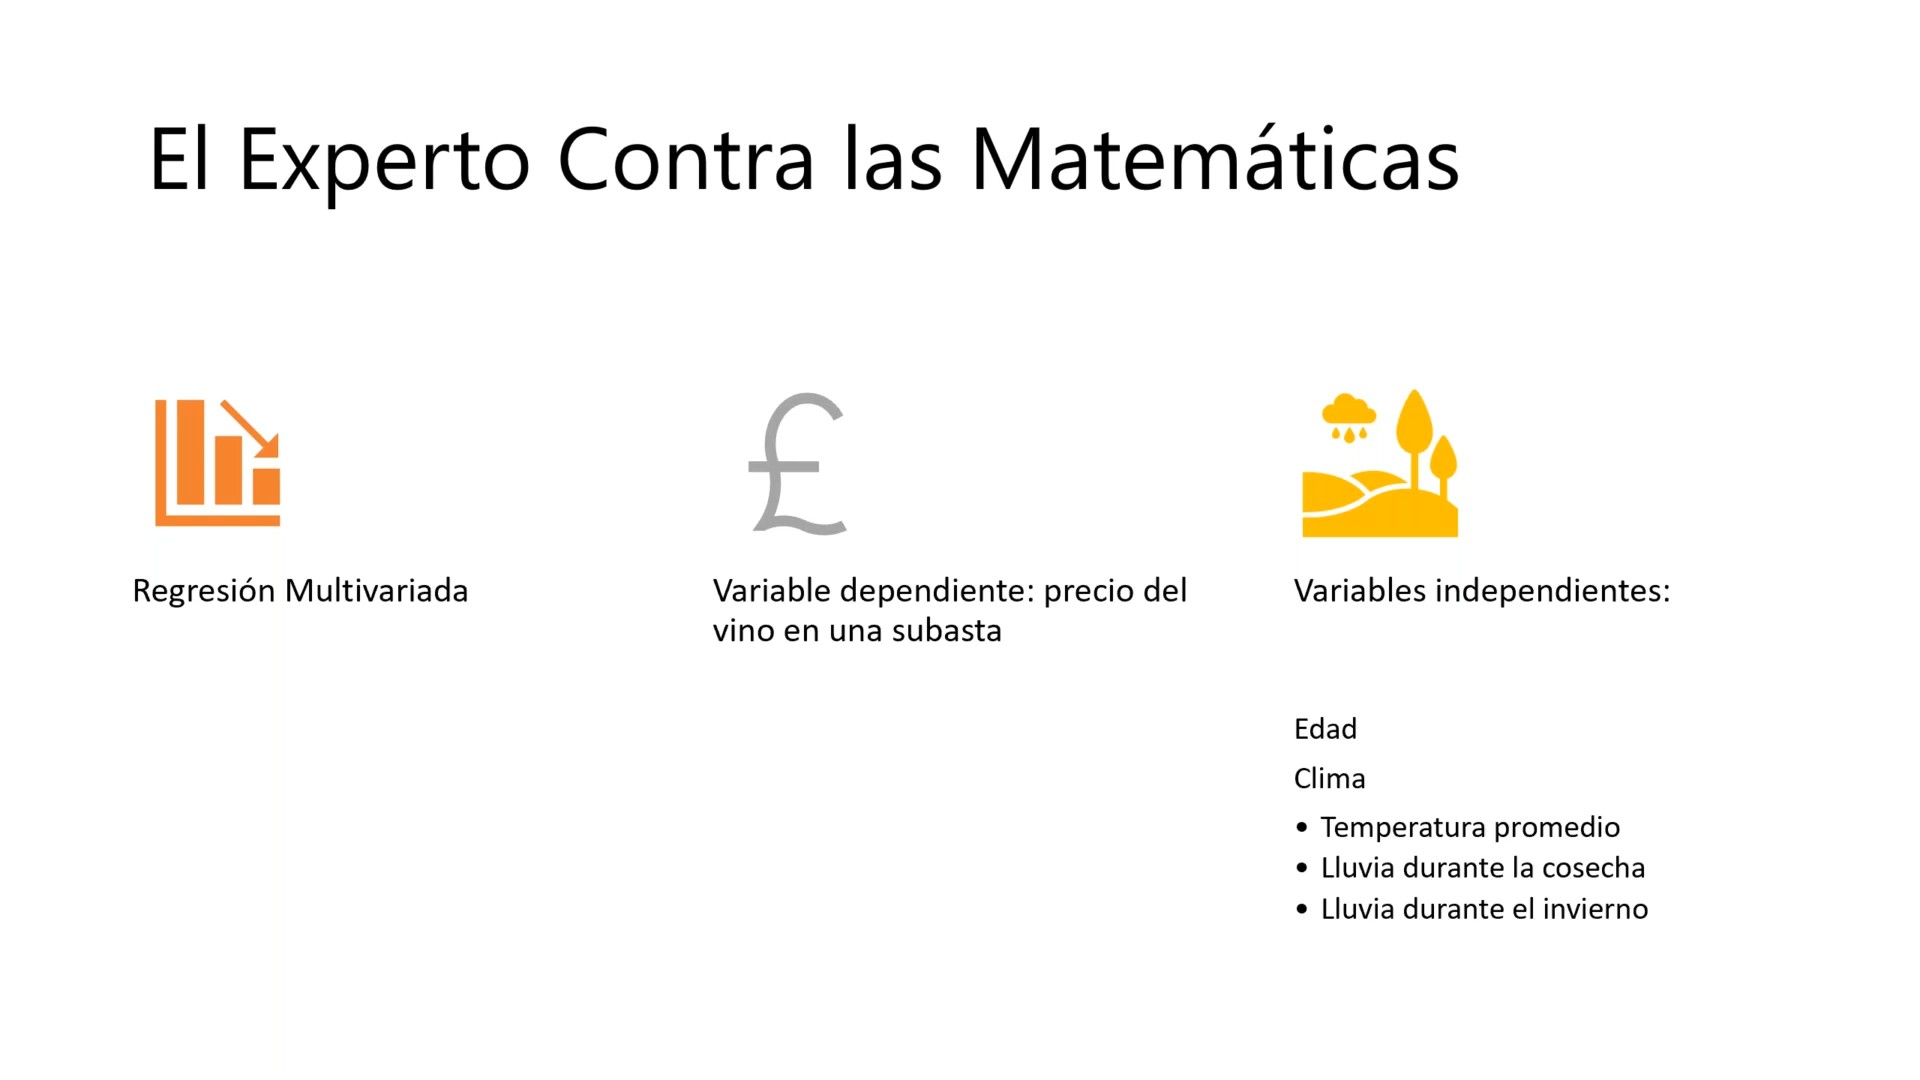 El Experto Contra las Matemáticas
Regresión Multivariada
Variable dependiente: precio del
vino en una subasta
Variables independientes:
Edad
Clima
• Temperatura promedio
• Lluvia durante la cosecha
• Lluvia durante el invierno